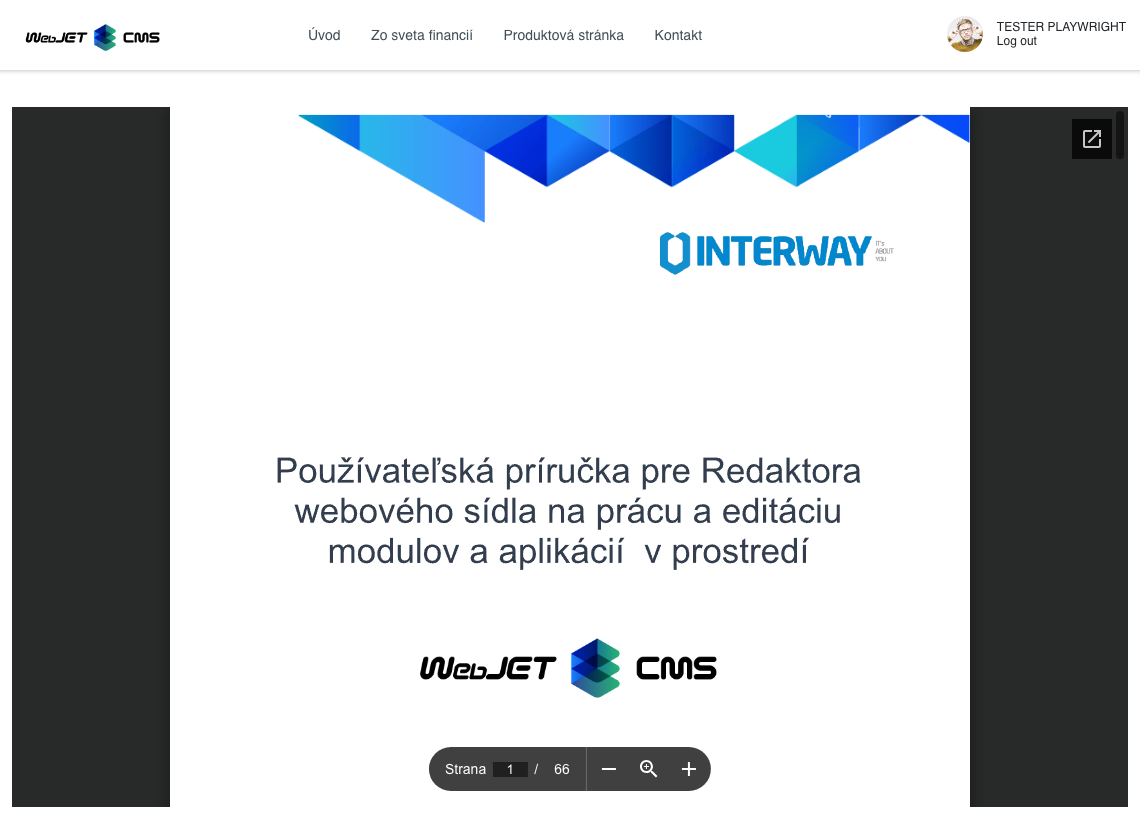 WebJET CMS
Úvod
Zo sveta financií
Produktová stránka
Kontakt
TESTER PLAYWRIGHT
Log out
INTERWAY
IT'S
ABOUT
YOU
Používateľská príručka pre Redaktora
webového sídla na prácu a editáciu
modulov a aplikácií v prostredí
WebJET CMS
Strana 1 / 66